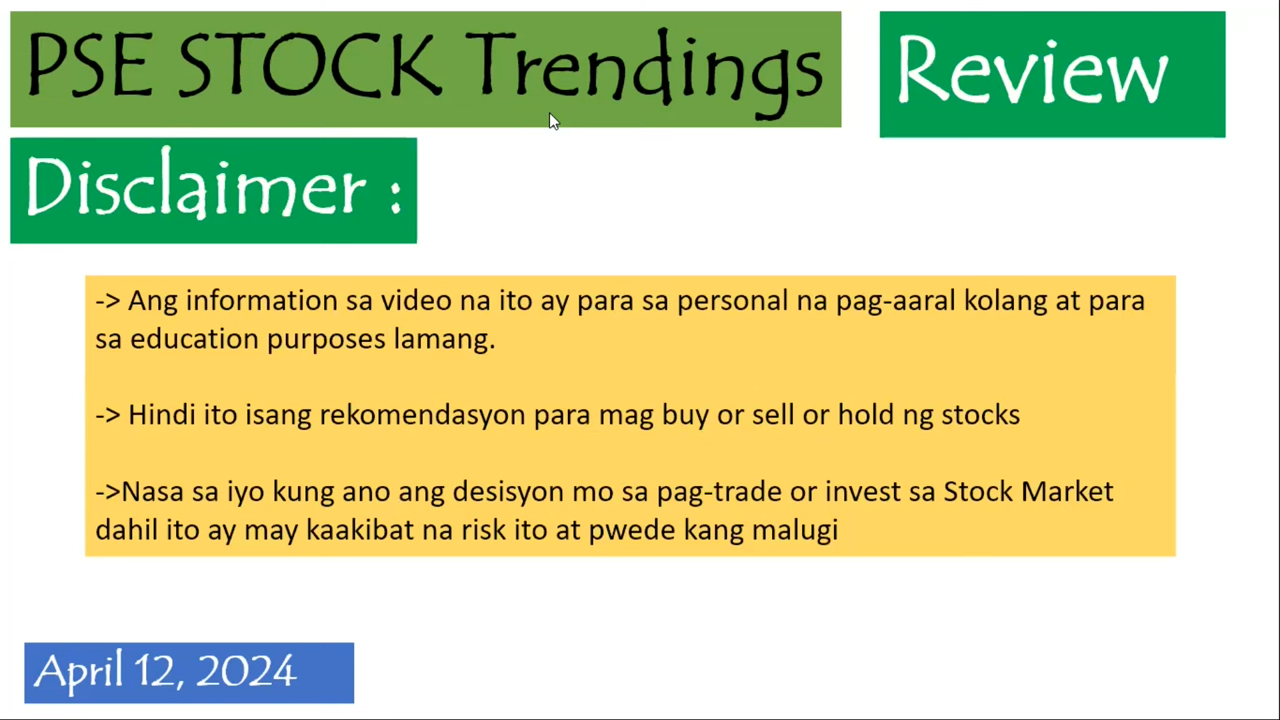 PSE STOCK Trendings
Review
Disclaimer :
-> Ang information sa video na ito ay para sa personal na pag-aaral kolang at para
sa education purposes lamang.
-> Hindi ito isang rekomendasyon para mag buy or sell or hold ng stocks
->Nasa sa iyo kung ano ang desisyon mo sa pag-trade or invest sa Stock Market
dahil ito ay may kaakibat na risk ito at pwede kang malugi
April 12, 2024